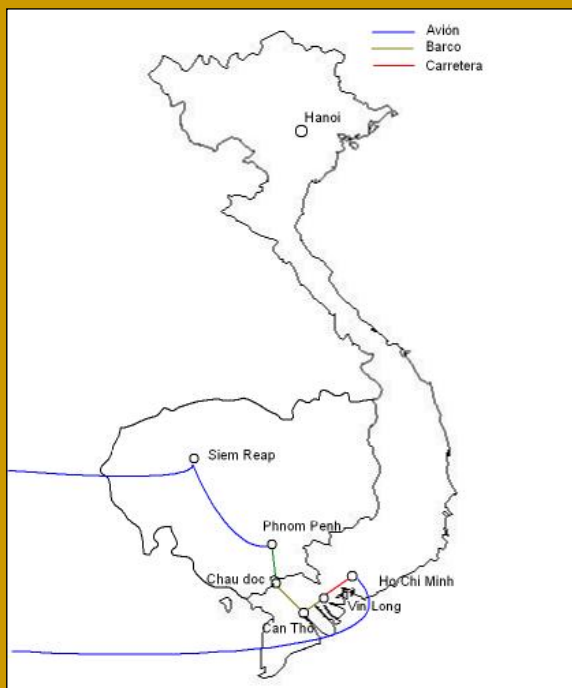 Avión
Barco
Carretera
Hanoi
Siem Reap
Phnom Penh
Chau doc
Ho Chi Minh
Vin Long
Can Tho